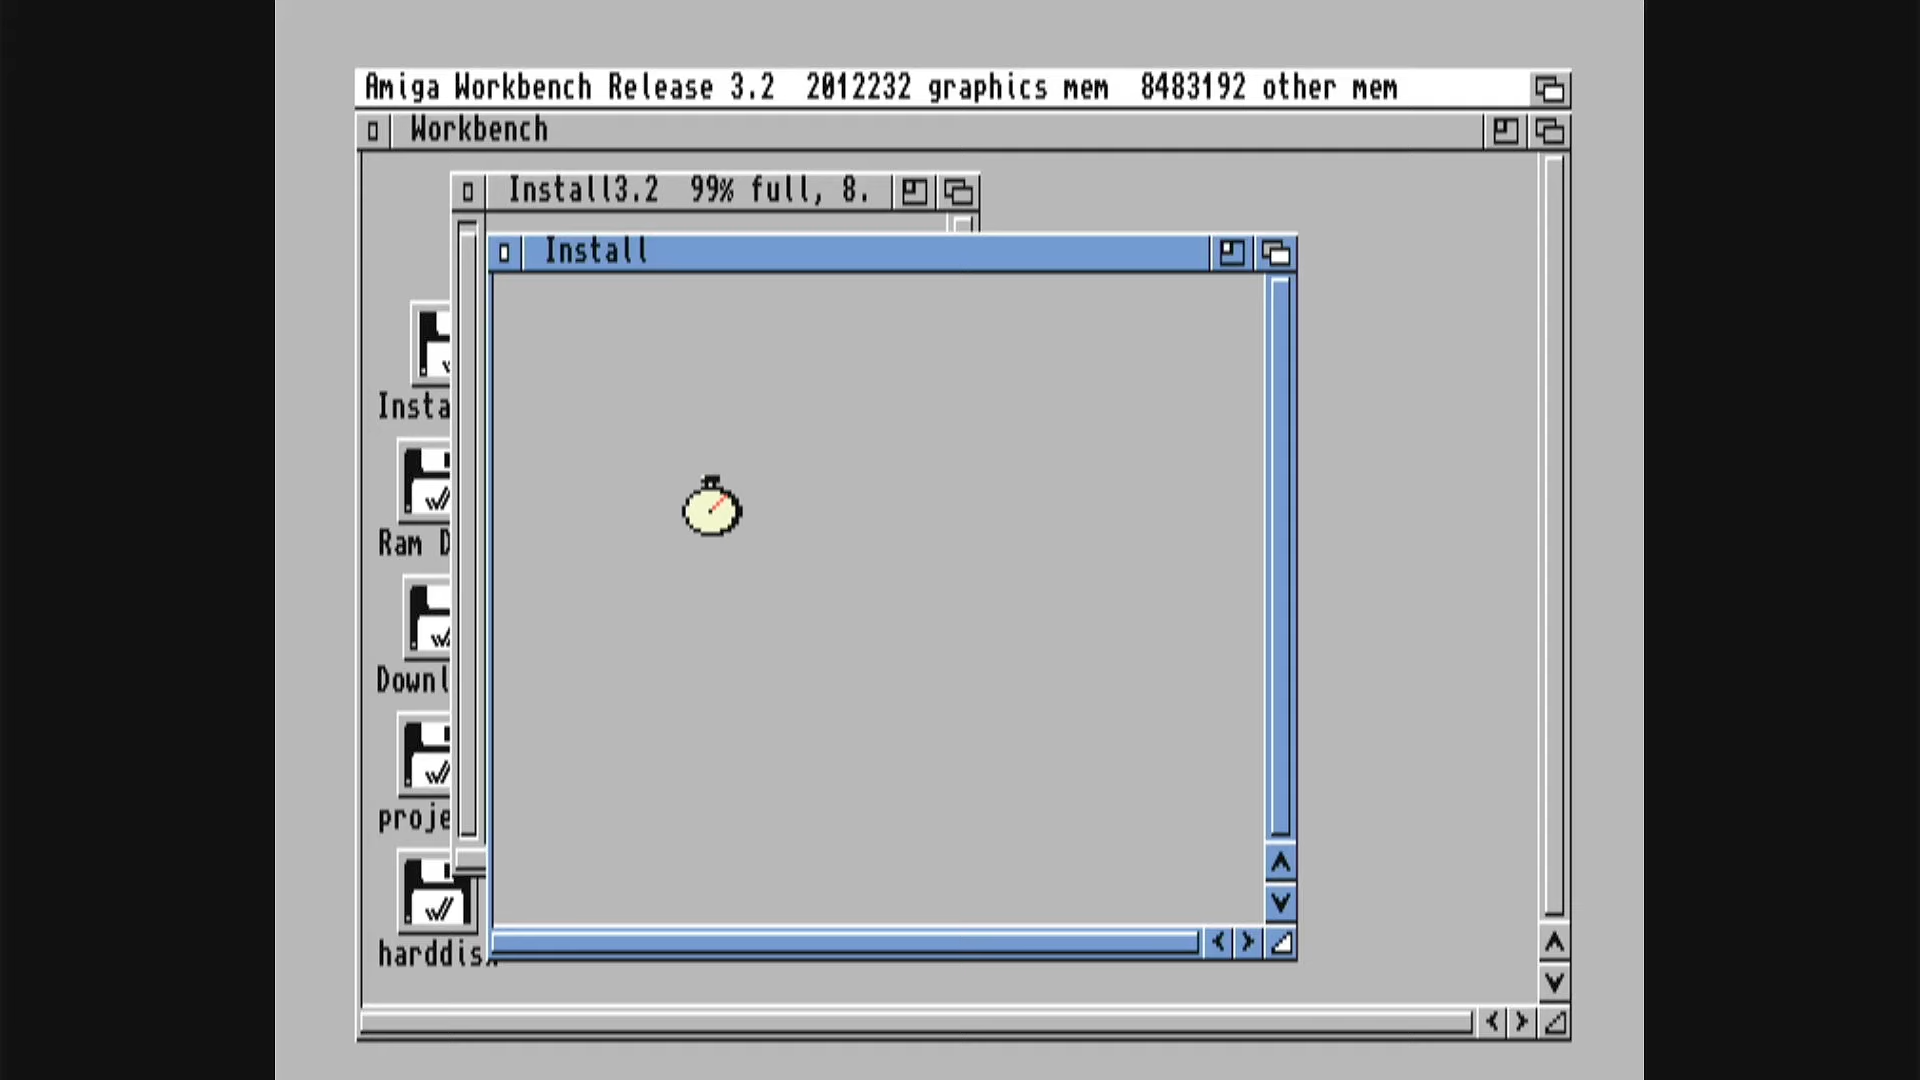 Amiga Workbench Release 3.2  2012232 graphics mem  8483192 other mem
Workbench
Install3.2  99% full, 8.
Install
Insta
Ram D
Downl
proje
harddis